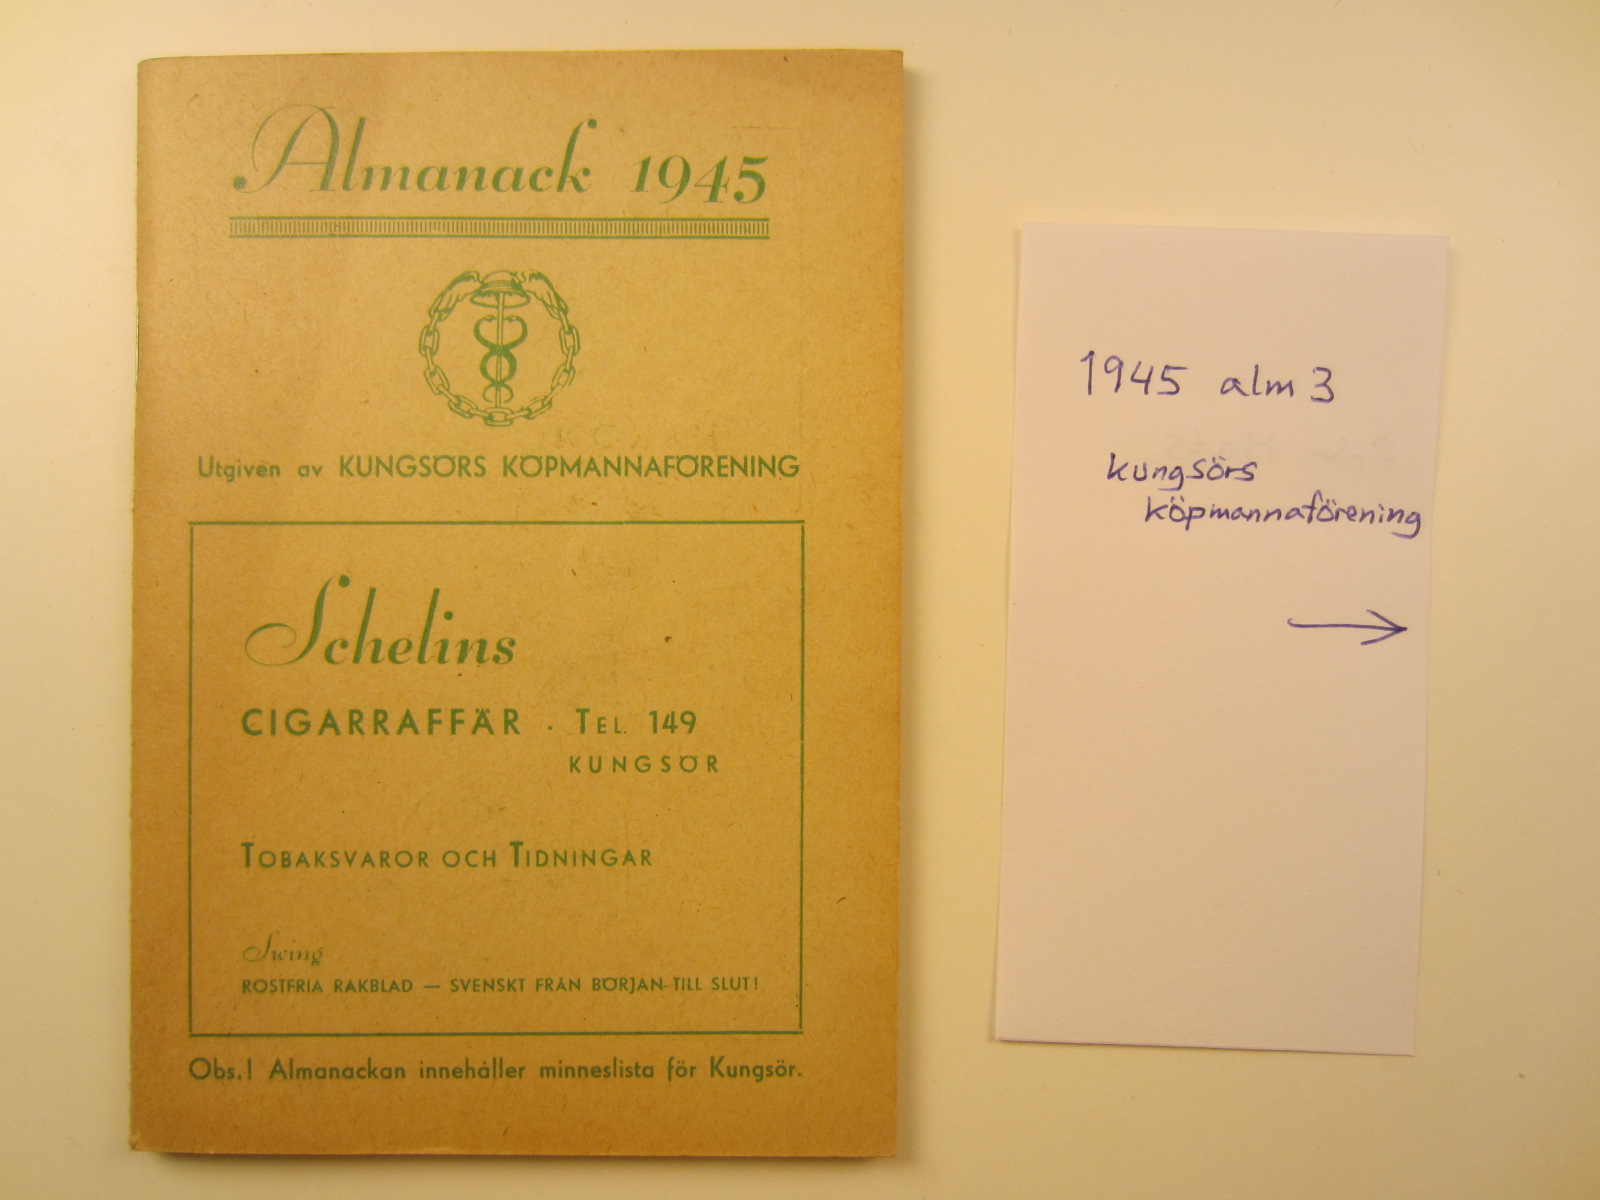 Almanack 1945
Utgiven av KUNGSÖRS KÖPMANNAFÖRENING
Schelins
CIGARRAFFÄR · TEL. 149
KUNGSÖR
TOBAKSVAROR OCH TIDNINGAR
Swing
ROSTFRIA RAKBLAD — SVENSKT FRÅN BÖRJAN TILL SLUT!
Obs.! Almanackan innehåller minneslista för Kungsör.
1945 alm 3
kungsörs
köpmannaförening
→